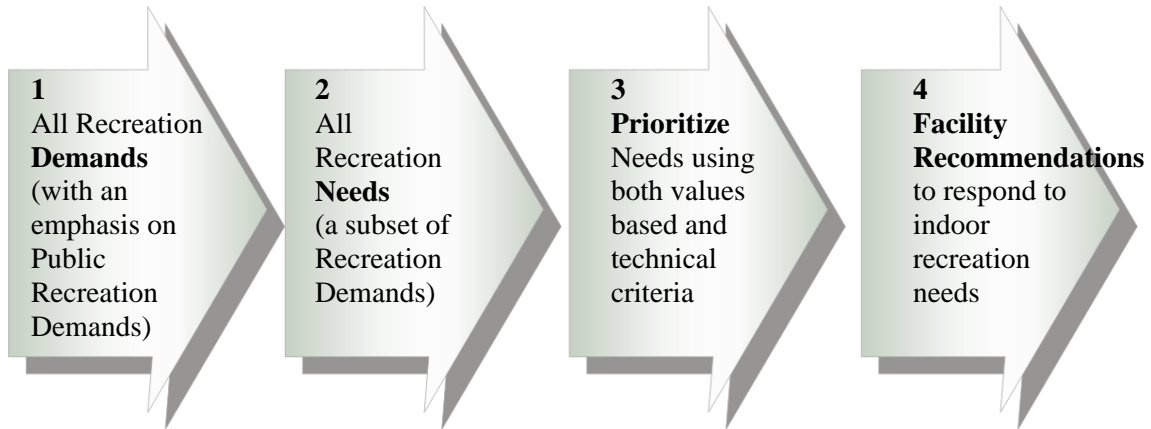 1
All Recreation
Demands
(with an
emphasis on
Public
Recreation
Demands)
2
All
Recreation
Needs
(a subset of
Recreation
Demands)
3
Prioritize
Needs using
both values
based and
technical
criteria
4
Facility
Recommendations
to respond to
indoor
recreation
needs